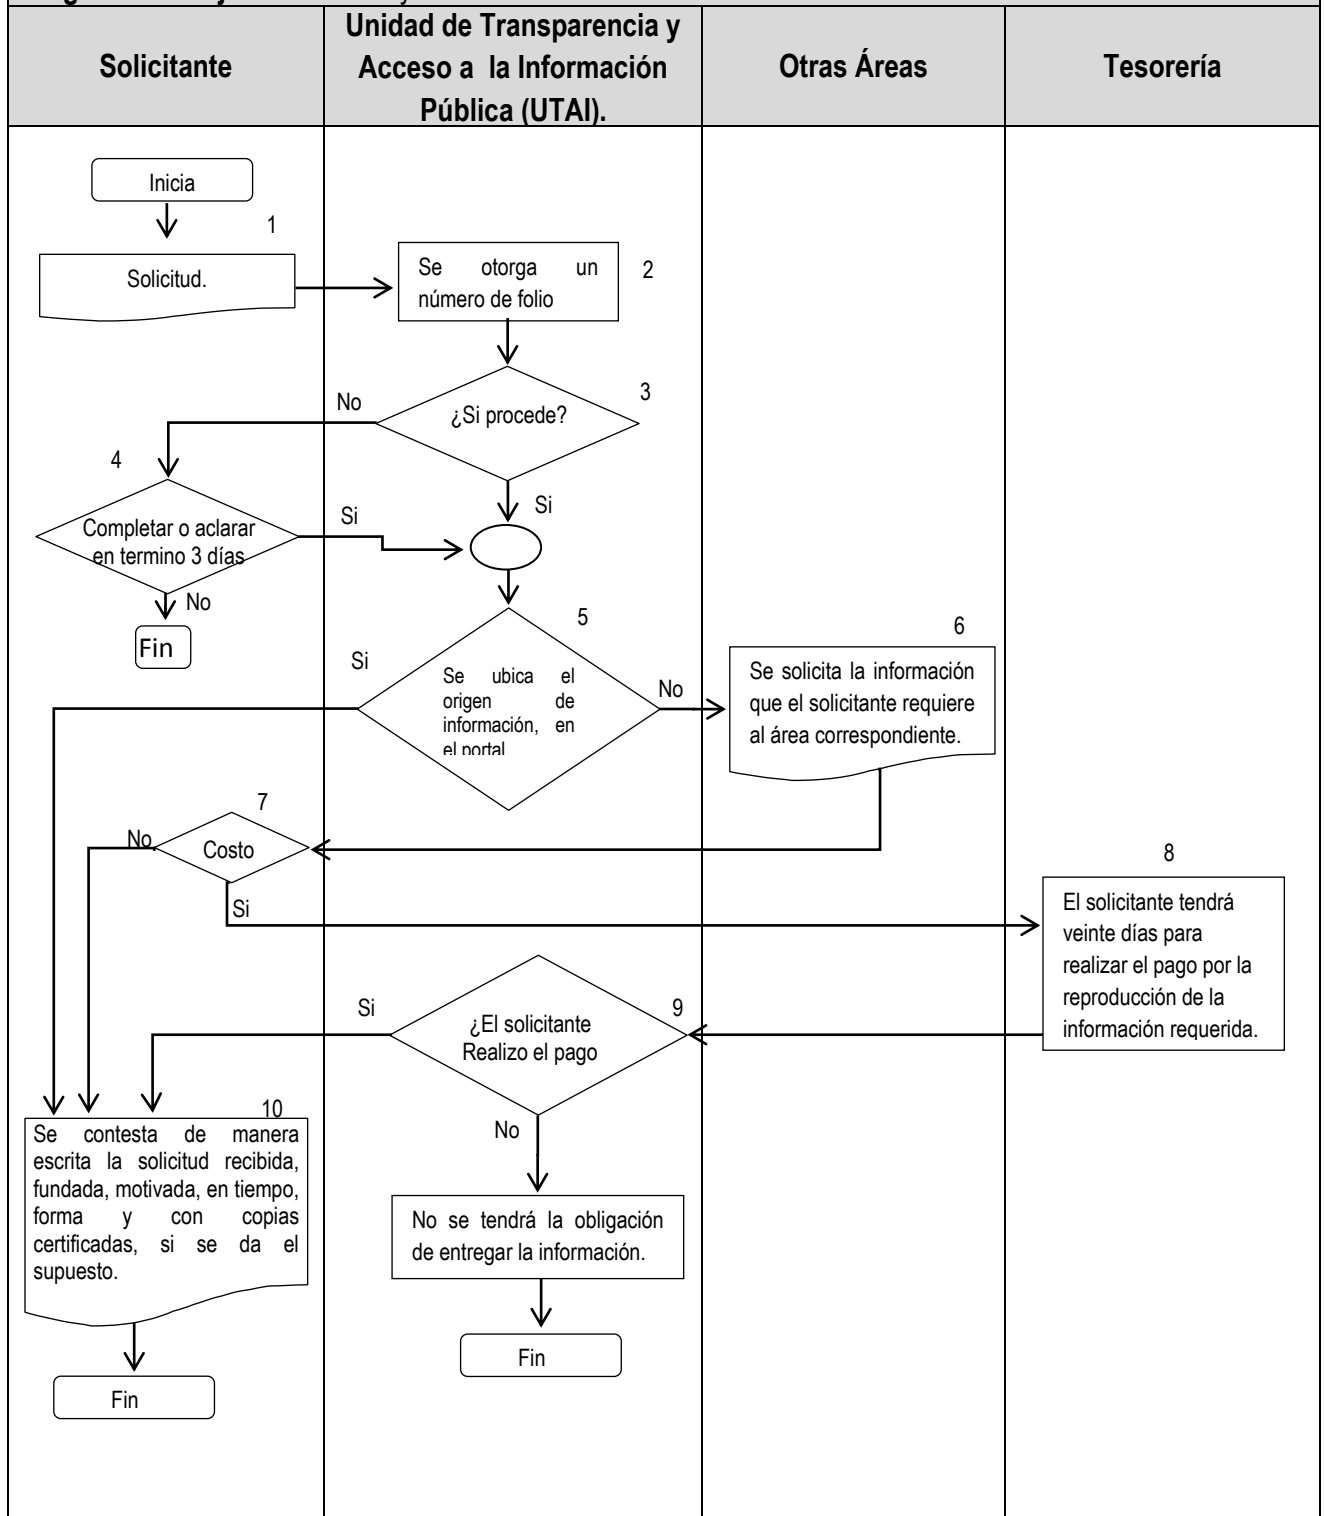 Solicitante
Unidad de Transparencia y
Acceso a la Información
Pública (UTAI).
Otras Áreas
Tesorería
Inicia
1
Solicitud.
Se otorga un
número de folio
2
¿Si procede?
3
No
Si
4
Completar o aclarar
en termino 3 días
Si
No
Fin
5
Se ubica el
origen de
información, en
el portal
Si
No
6
Se solicita la información
que el solicitante requiere
al área correspondiente.
7
Costo
No
Si
8
El solicitante tendrá
veinte días para
realizar el pago por la
reproducción de la
información requerida.
9
¿El solicitante
Realizo el pago
Si
No
10
Se contesta de manera
escrita la solicitud recibida,
fundada, motivada, en tiempo,
forma y con copias
certificadas, si se da el
supuesto.
No se tendrá la obligación
de entregar la información.
Fin
Fin